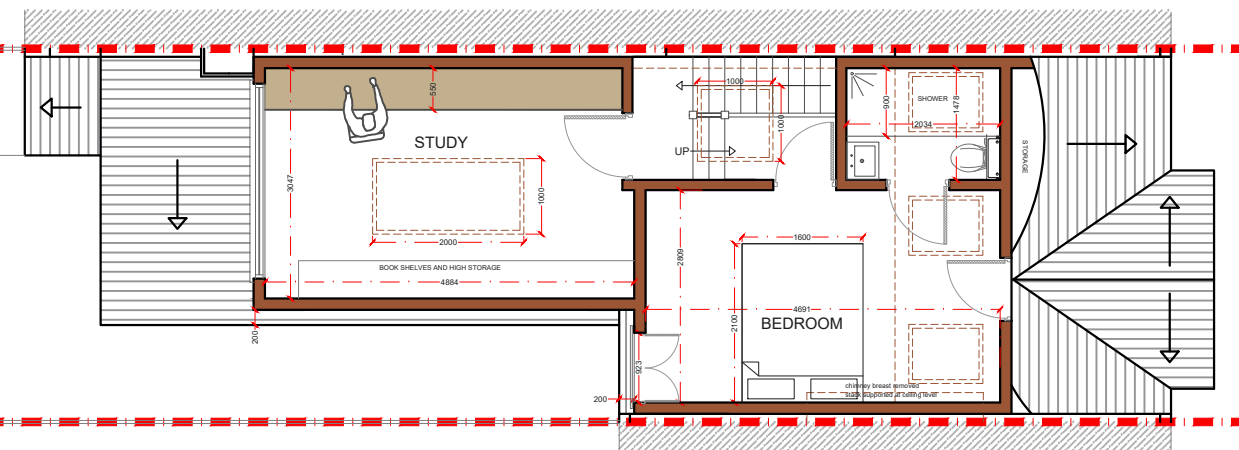 550
STUDY
3047
1000
2000
BOOK SHELVES AND HIGH STORAGE
4884
200
1000
1000
UP
SHOWER
900
1478
2034
STORAGE
2809
1600
4691
2100
BEDROOM
923
200
chimney breast removed
stack supported at ceiling level